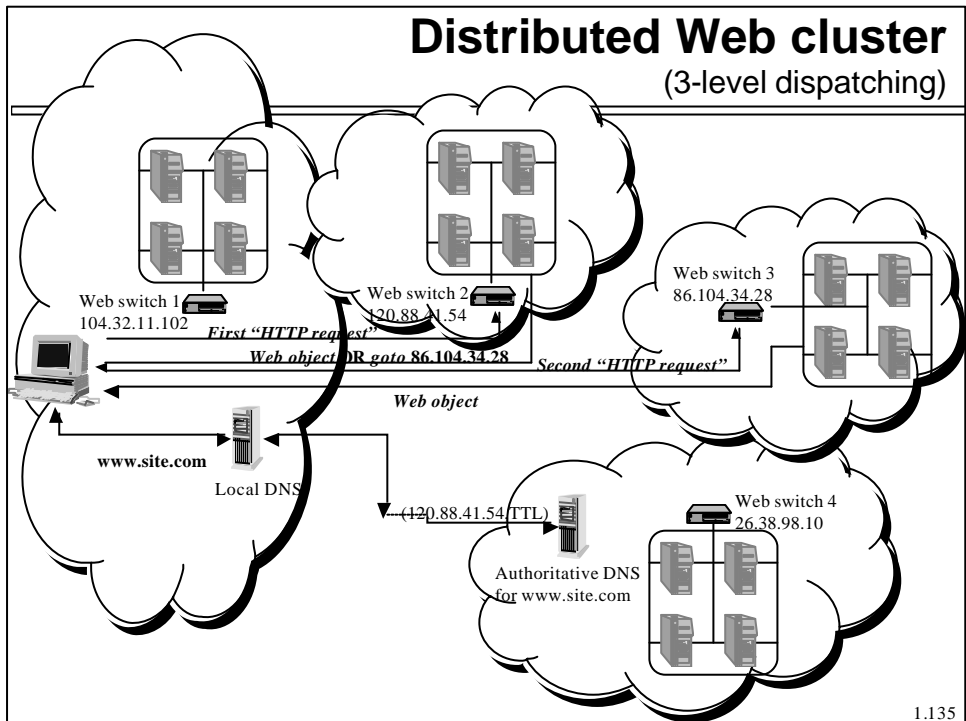 Distributed Web cluster
(3-level dispatching)
Web switch 1
104.32.11.102
Web switch 2
120.88.41.54
Web switch 3
86.104.34.28
First “HTTP request”
Web object OR goto 86.104.34.28
Second “HTTP request”
Web object
www.site.com
Local DNS
(120.88.41.54,TTL)
Web switch 4
26.38.98.10
Authoritative DNS
for www.site.com
1.135